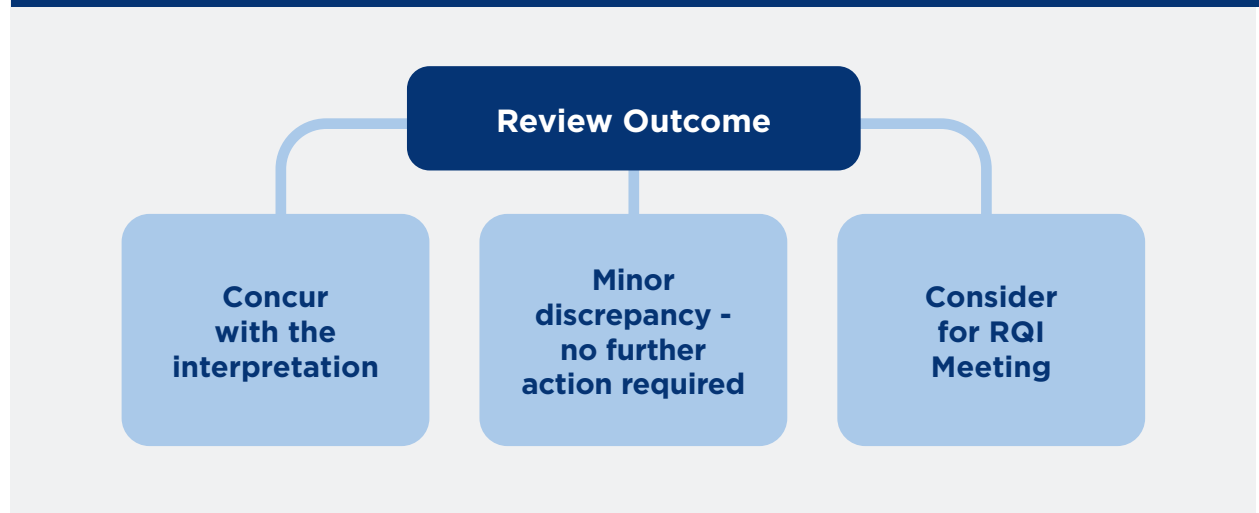 Review Outcome
Concur
with the
interpretation
Minor
discrepancy -
no further
action required
Consider
for RQI
Meeting